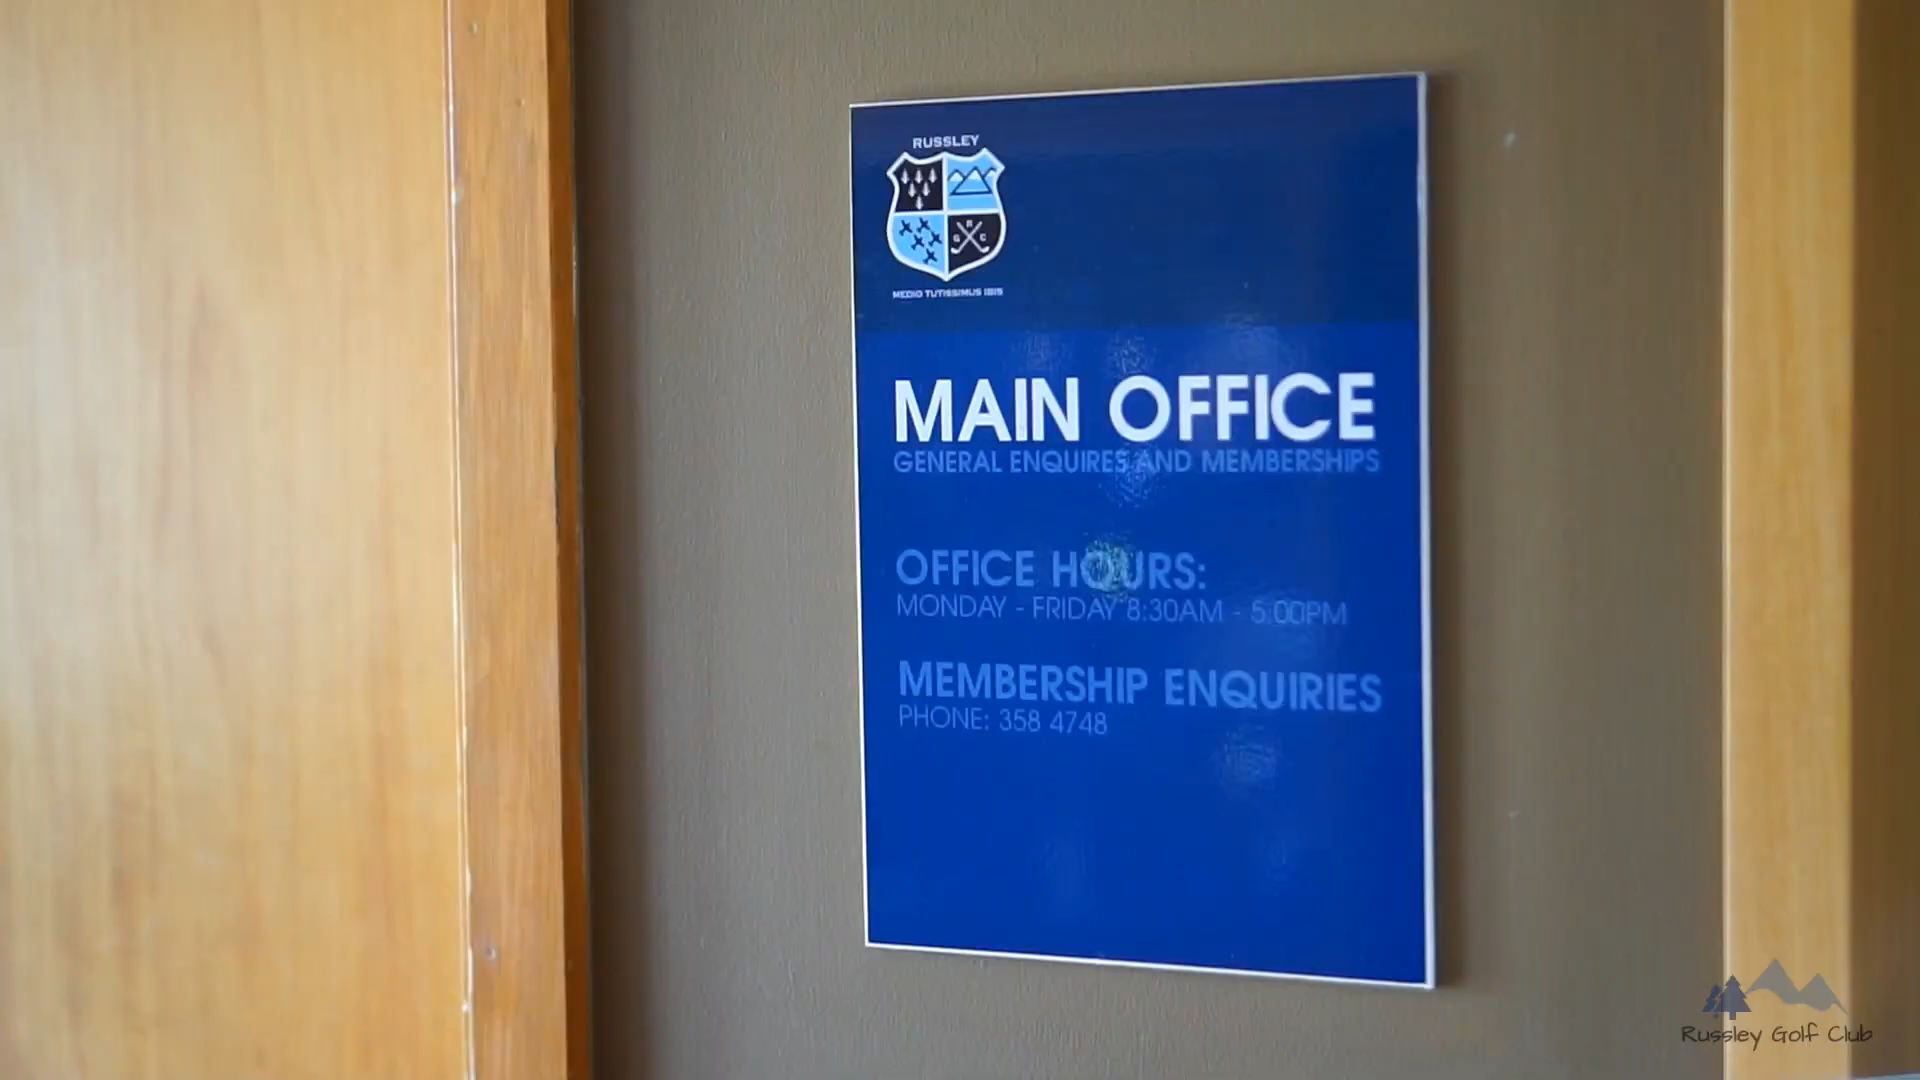 RUSSLEY
R
G C
MEDIO TUTISSIMUS IBIS
MAIN OFFICE
GENERAL ENQUIRES AND MEMBERSHIPS
OFFICE HOURS:
MONDAY - FRIDAY 8:30AM - 5:00PM
MEMBERSHIP ENQUIRIES
PHONE: 358 4748
Russley Golf Club